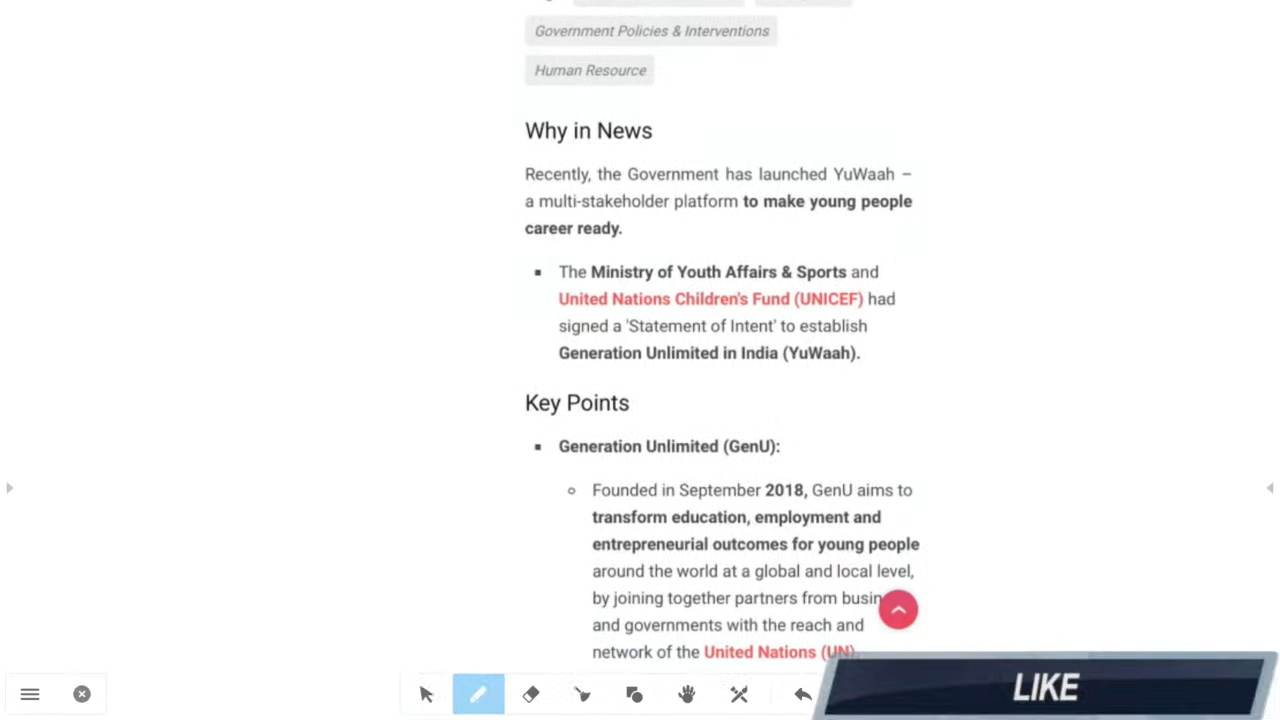 Government Policies & Interventions
Human Resource
Why in News
Recently, the Government has launched YuWaah –
a multi-stakeholder platform to make young people
career ready.
▪ The Ministry of Youth Affairs & Sports and
United Nations Children's Fund (UNICEF) had
signed a 'Statement of Intent' to establish
Generation Unlimited in India (YuWaah).
Key Points
▪ Generation Unlimited (GenU):
o Founded in September 2018, GenU aims to
transform education, employment and
entrepreneurial outcomes for young people
around the world at a global and local level,
by joining together partners from
and governments with the reach and
network of the United Nations (UN).
LIKE